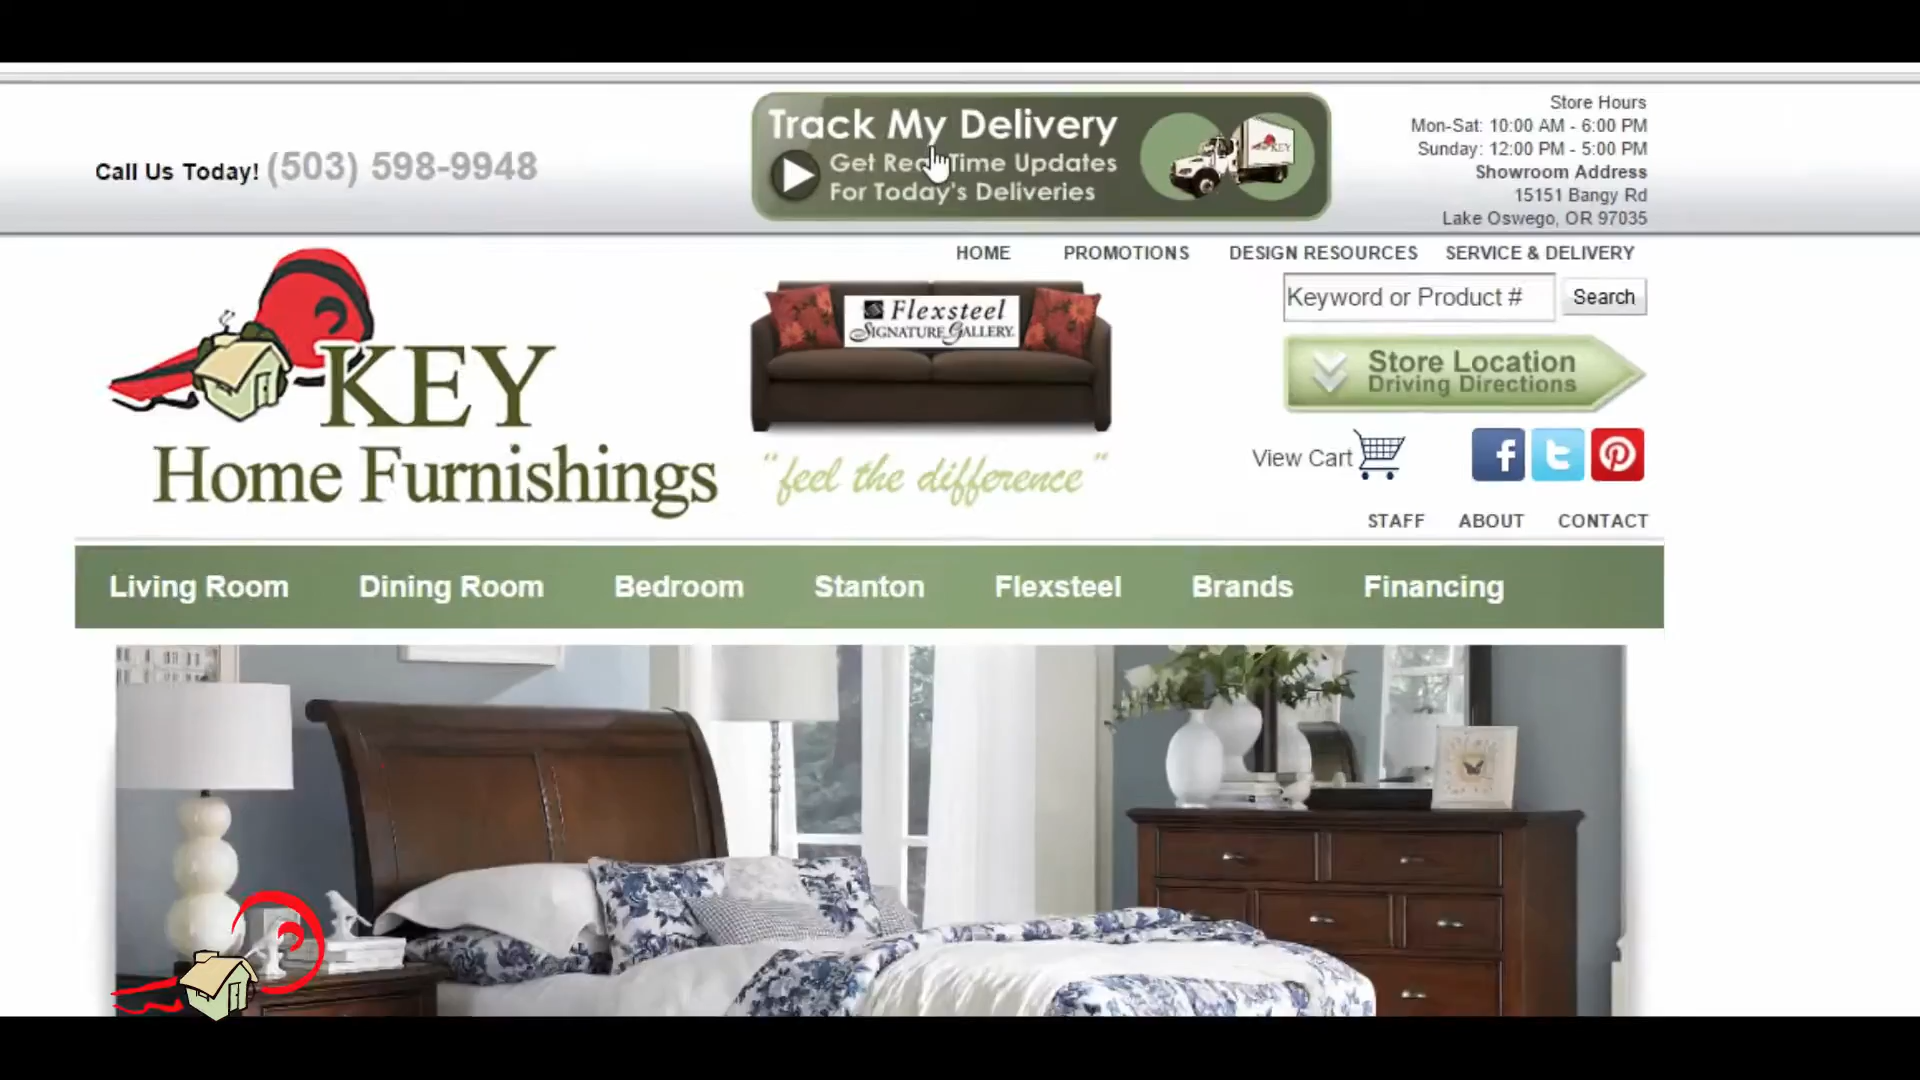 Call Us Today! (503) 598-9948
Track My Delivery
Get Real Time Updates
For Today's Deliveries
KEY
Store Hours
Mon-Sat: 10:00 AM - 6:00 PM
Sunday: 12:00 PM - 5:00 PM
Showroom Address
15151 Bangy Rd
Lake Oswego, OR 97035
HOME PROMOTIONS DESIGN RESOURCES SERVICE & DELIVERY
KEY
Home Furnishings
Flexsteel
SIGNATURE GALLERY
"feel the difference"
Keyword or Product # Search
Store Location
Driving Directions
View Cart
STAFF ABOUT CONTACT
Living Room Dining Room Bedroom Stanton Flexsteel Brands Financing